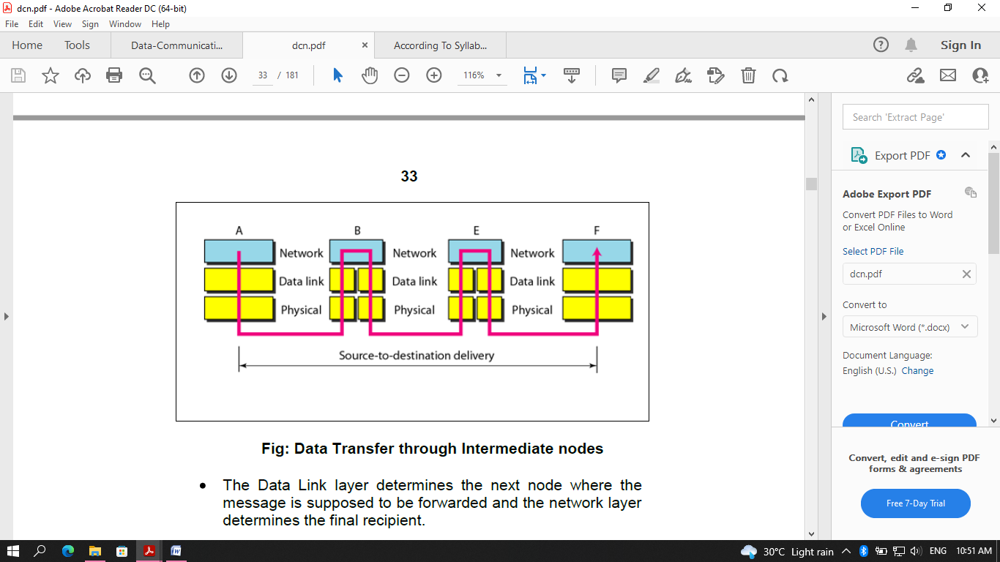 dcn.pdf - Adobe Acrobat Reader DC (64-bit)
File Edit View Sign Window Help
Home Tools Data-Communicati... dcn.pdf × According To Syllab... Sign In
33 / 181 116%
33
A B E F
Network Network Network
Data link Data link Data link
Physical Physical Physical
Source-to-destination delivery
Fig: Data Transfer through Intermediate nodes
• The Data Link layer determines the next node where the
message is supposed to be forwarded and the network layer
determines the final recipient.
Search 'Extract Page'
Export PDF
Adobe Export PDF
Convert PDF Files to Word
or Excel Online
Select PDF File
dcn.pdf
Convert to
Microsoft Word (*.docx)
Document Language:
English (U.S.) Change
Convert
Convert, edit and e-sign PDF
forms & agreements
Free 7-Day Trial
30°C Light rain ENG 10:51 AM